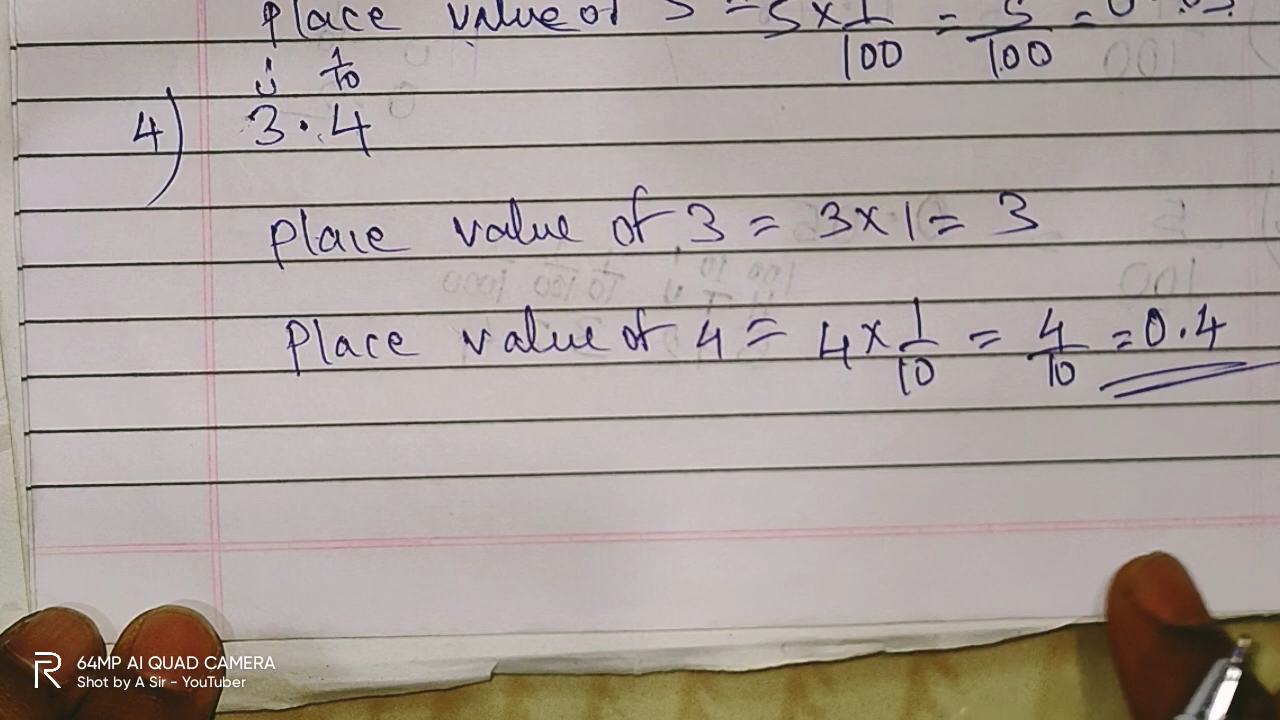 Place value of 5 = 5 × 1/100 = 5/100 = 0.05
U 1/10
4) 3.4
Place value of 3 = 3 × 1 = 3
Place value of 4 = 4 × 1/10 = 4/10 = 0.4
64MP AI QUAD CAMERA
Shot by A Sir - YouTuber